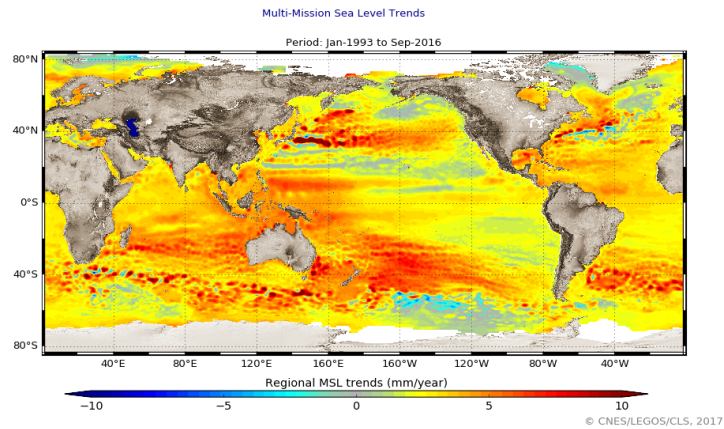 Multi-Mission Sea Level Trends
Period: Jan-1993 to Sep-2016
80°N
40°N
0°S
40°S
80°S
40°E 80°E 120°E 160°E 160°W 120°W 80°W 40°W
Regional MSL trends (mm/year)
−10 −5 0 5 10
© CNES/LEGOS/CLS, 2017